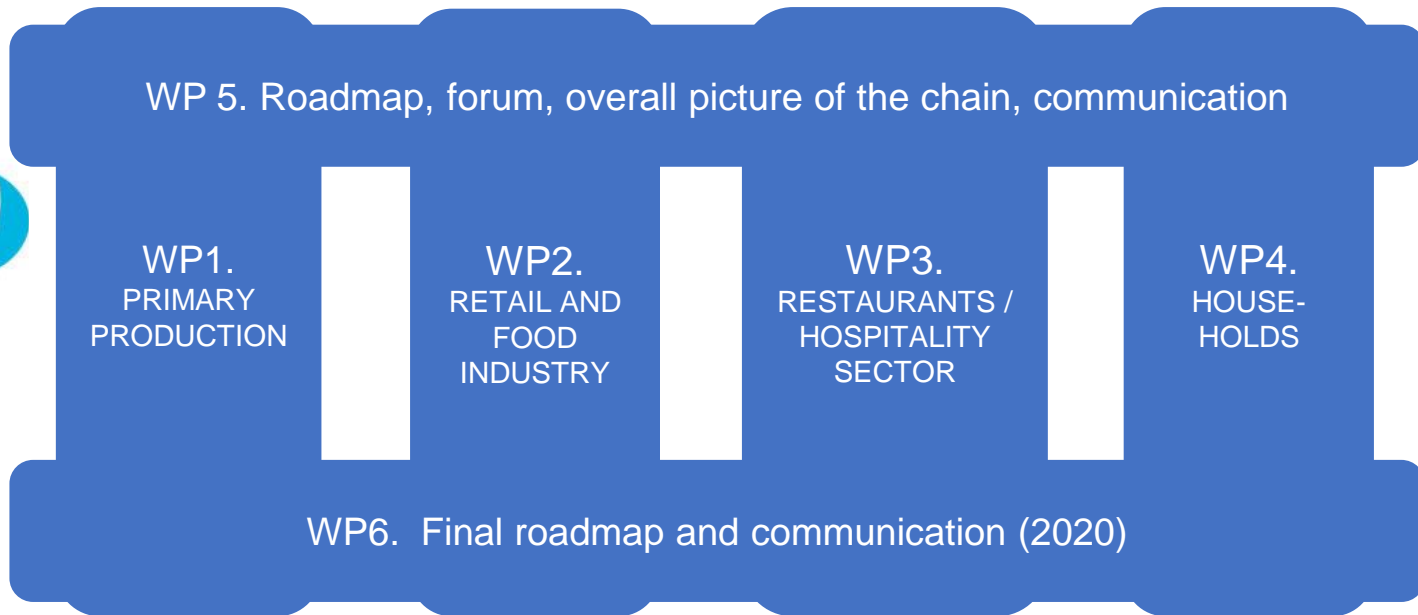 WP 5. Roadmap, forum, overall picture of the chain, communication
WP1.
PRIMARY
PRODUCTION
WP2.
RETAIL AND
FOOD
INDUSTRY
WP3.
RESTAURANTS /
HOSPITALITY
SECTOR
WP4.
HOUSE-
HOLDS
WP6.  Final roadmap and communication (2020)